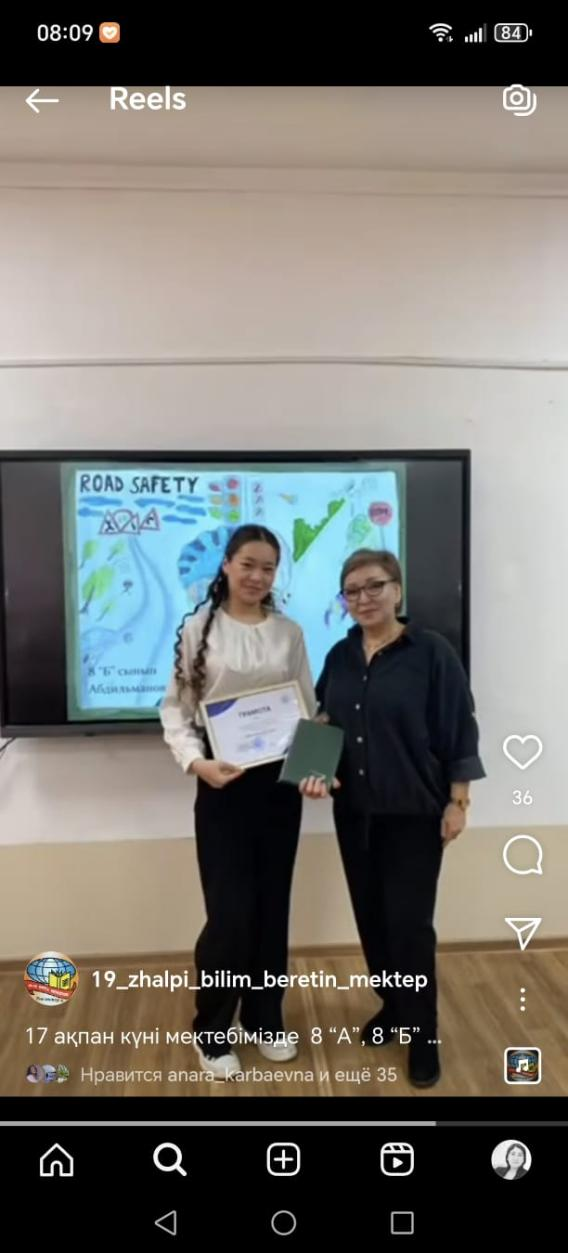 08:09
84
Reels
ROAD SAFETY
8 "Б" сынып
Абдильманов
ГРАМОТА
36
19_zhalpi_bilim_beretin_mektep
17 ақпан күні мектебімізде 8 “А”, 8 “Б” ...
Нравится anara_karbaevna и ещё 35